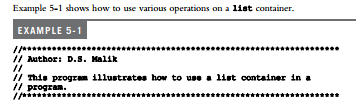 Example 5-1 shows how to use various operations on a list container.
EXAMPLE 5-1
//***********************************************************
// Author: D.S. Malik
//
// This program illustrates how to use a list container in a
// program.
//***********************************************************